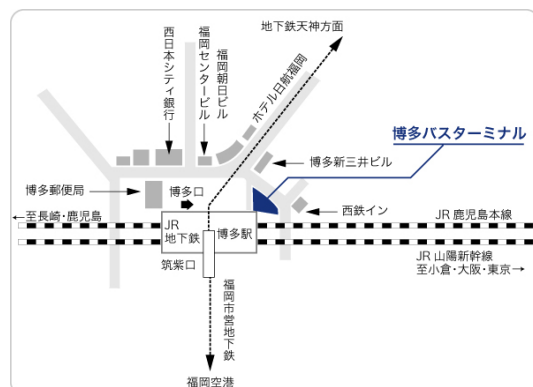 地下鉄天神方面
西日本シティ銀行
福岡センタービル
福岡朝日ビル
ホテル日航福岡
博多バスターミナル
博多新三井ビル
博多郵便局
博多口
西鉄イン
←至長崎・鹿児島
JR
地下鉄
博多駅
JR 鹿児島本線
筑紫口
JR 山陽新幹線
至小倉・大阪・東京→
福岡市営地下鉄
福岡空港